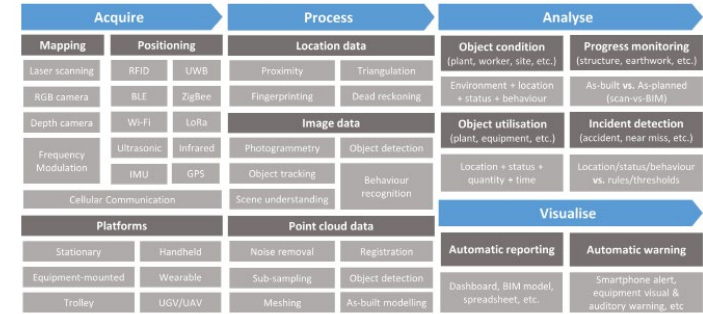 Acquire
Mapping
Positioning
Laser scanning
RFID
UWB
RGB camera
BLE
ZigBee
Depth camera
Wi-Fi
LoRa
Frequency
Modulation
Ultrasonic
Infrared
IMU
GPS
Cellular Communication
Platforms
Stationary
Handheld
Equipment-mounted
Wearable
Trolley
UGV/UAV
Process
Location data
Proximity
Triangulation
Fingerprinting
Dead reckoning
Image data
Photogrammetry
Object detection
Object tracking
Behaviour
recognition
Scene understanding
Point cloud data
Noise removal
Registration
Sub-sampling
Object detection
Meshing
As-built modelling
Analyse
Object condition
(plant, worker, site, etc.)
Progress monitoring
(structure, earthwork, etc.)
Environment + location
+ status + behaviour
As-built vs. As-planned
(scan-vs-BIM)
Object utilisation
(plant, equipment, etc.)
Incident detection
(accident, near miss, etc.)
Location + status +
quantity + time
Location/status/behaviour
vs. rules/thresholds
Visualise
Automatic reporting
Automatic warning
Dashboard, BIM model,
spreadsheet, etc.
Smartphone alert,
equipment visual &
auditory warning, etc